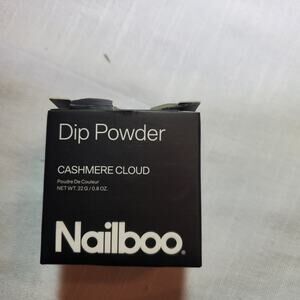 Dip Powder
CASHMERE CLOUD
Poudre De Couleur
NET WT. 22 G / 0.8 OZ.
Nailboo®